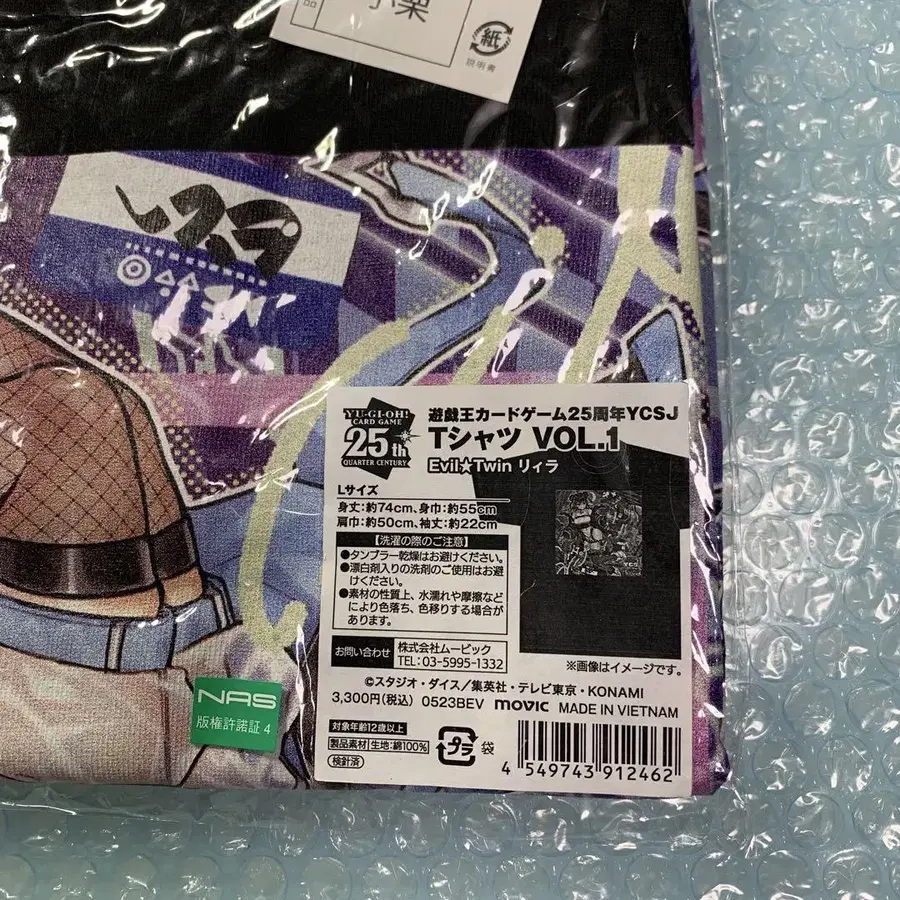 品
小栗
紙
説明書
YU-GI-OH!
CARD GAME
25th
QUARTER CENTURY
遊戯王カードゲーム25周年YCSJ
Tシャツ VOL.1
Evil★Twin リィラ
Lサイズ
身丈:約74cm、身巾:約55cm
肩巾:約50cm、袖丈:約22cm
【洗濯の際のご注意】
●タンブラー乾燥はお避けください。
●漂白剤入りの洗剤のご使用はお避
けください。
●素材の性質上、水濡れや摩擦など
により色落ち、色移りする場合が
あります。
お問い合わせ
株式会社ムービック
TEL:03-5995-1332
※画像はイメージです。
©スタジオ・ダイス/集英社・テレビ東京・KONAMI
3,300円(税込) 0523BEV movic MADE IN VIETNAM
対象年齢12歳以上
製品素材 生地:綿100%
検針済
プラ 袋
4 549743 912462
NAS
版権許諾証 4